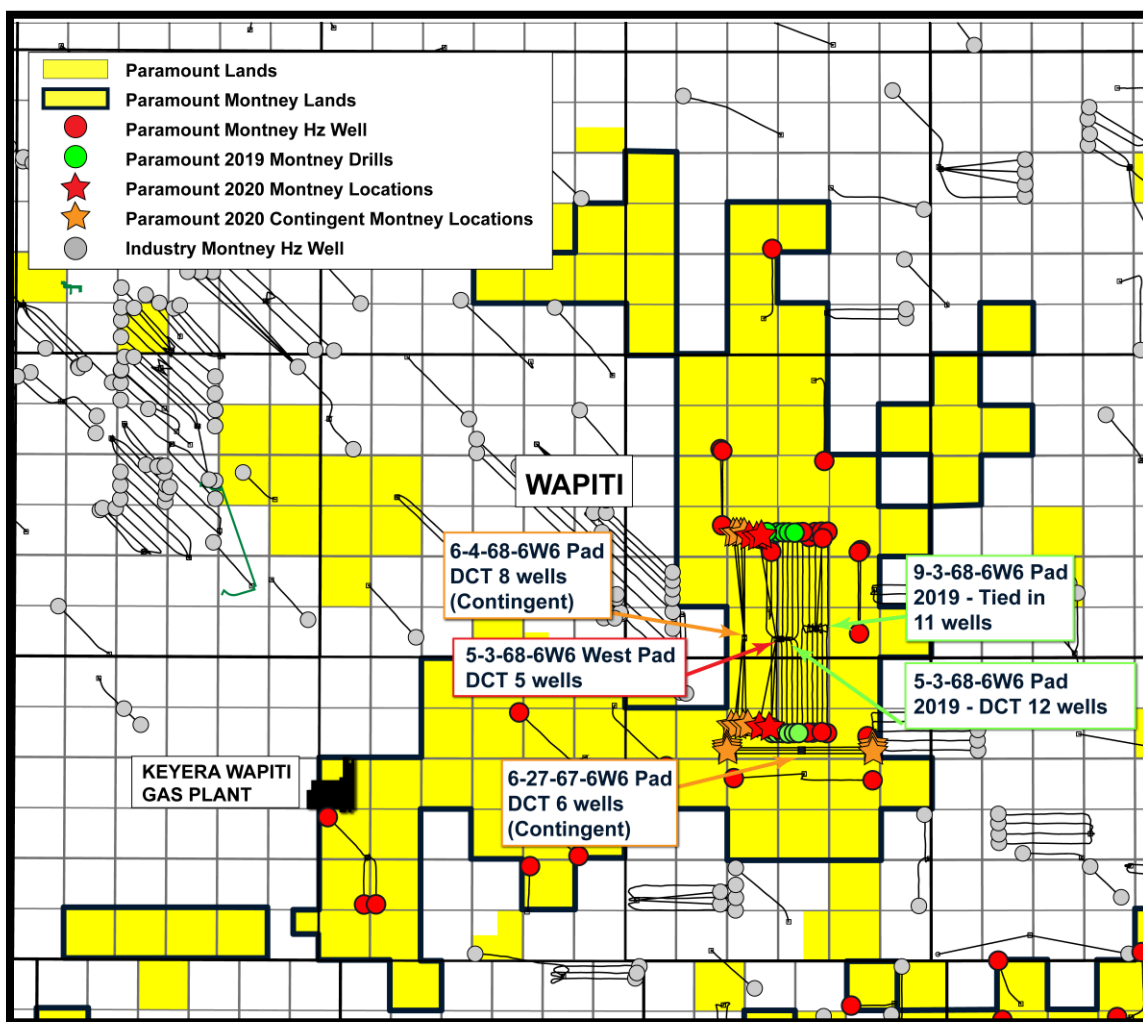 Paramount Lands
Paramount Montney Lands
Paramount Montney Hz Well
Paramount 2019 Montney Drills
Paramount 2020 Montney Locations
Paramount 2020 Contingent Montney Locations
Industry Montney Hz Well
WAPITI
6-4-68-6W6 Pad
DCT 8 wells
(Contingent)
9-3-68-6W6 Pad
2019 - Tied in
11 wells
5-3-68-6W6 West Pad
DCT 5 wells
5-3-68-6W6 Pad
2019 - DCT 12 wells
KEYERA WAPITI
GAS PLANT
6-27-67-6W6 Pad
DCT 6 wells
(Contingent)